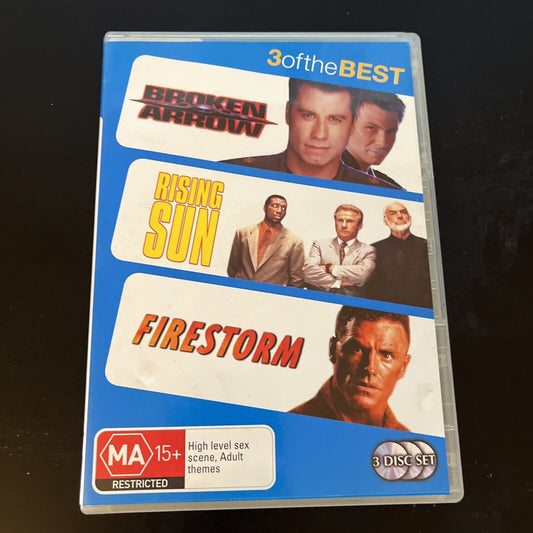 3oftheBEST
BROKEN
ARROW
RISING
SUN
FIRESTORM
MA 15+
RESTRICTED
High level sex
scene, Adult
themes
3 DISC SET